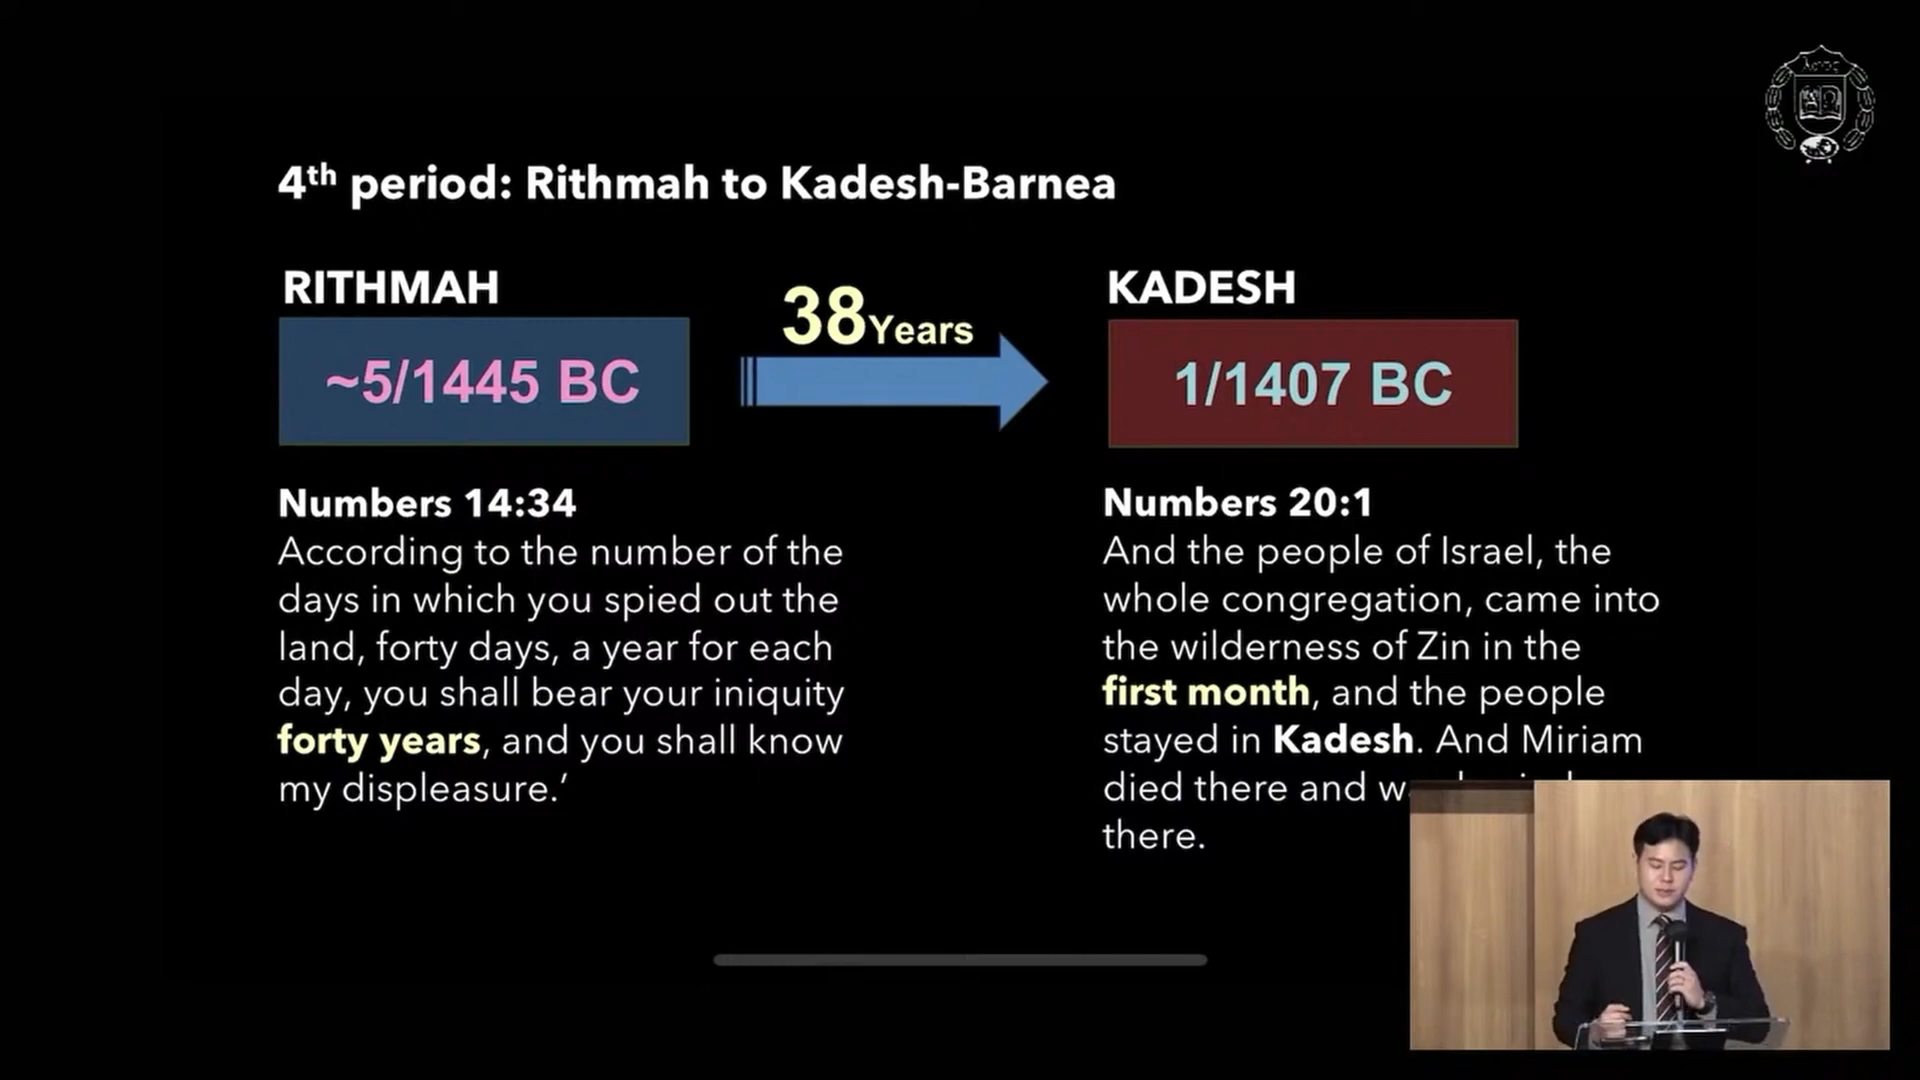 4th period: Rithmah to Kadesh-Barnea
RITHMAH
38 Years
KADESH
~5/1445 BC
1/1407 BC
Numbers 14:34
According to the number of the
days in which you spied out the
land, forty days, a year for each
day, you shall bear your iniquity
forty years, and you shall know
my displeasure.’
Numbers 20:1
And the people of Israel, the
whole congregation, came into
the wilderness of Zin in the
first month, and the people
stayed in Kadesh. And Miriam
died there and
there.